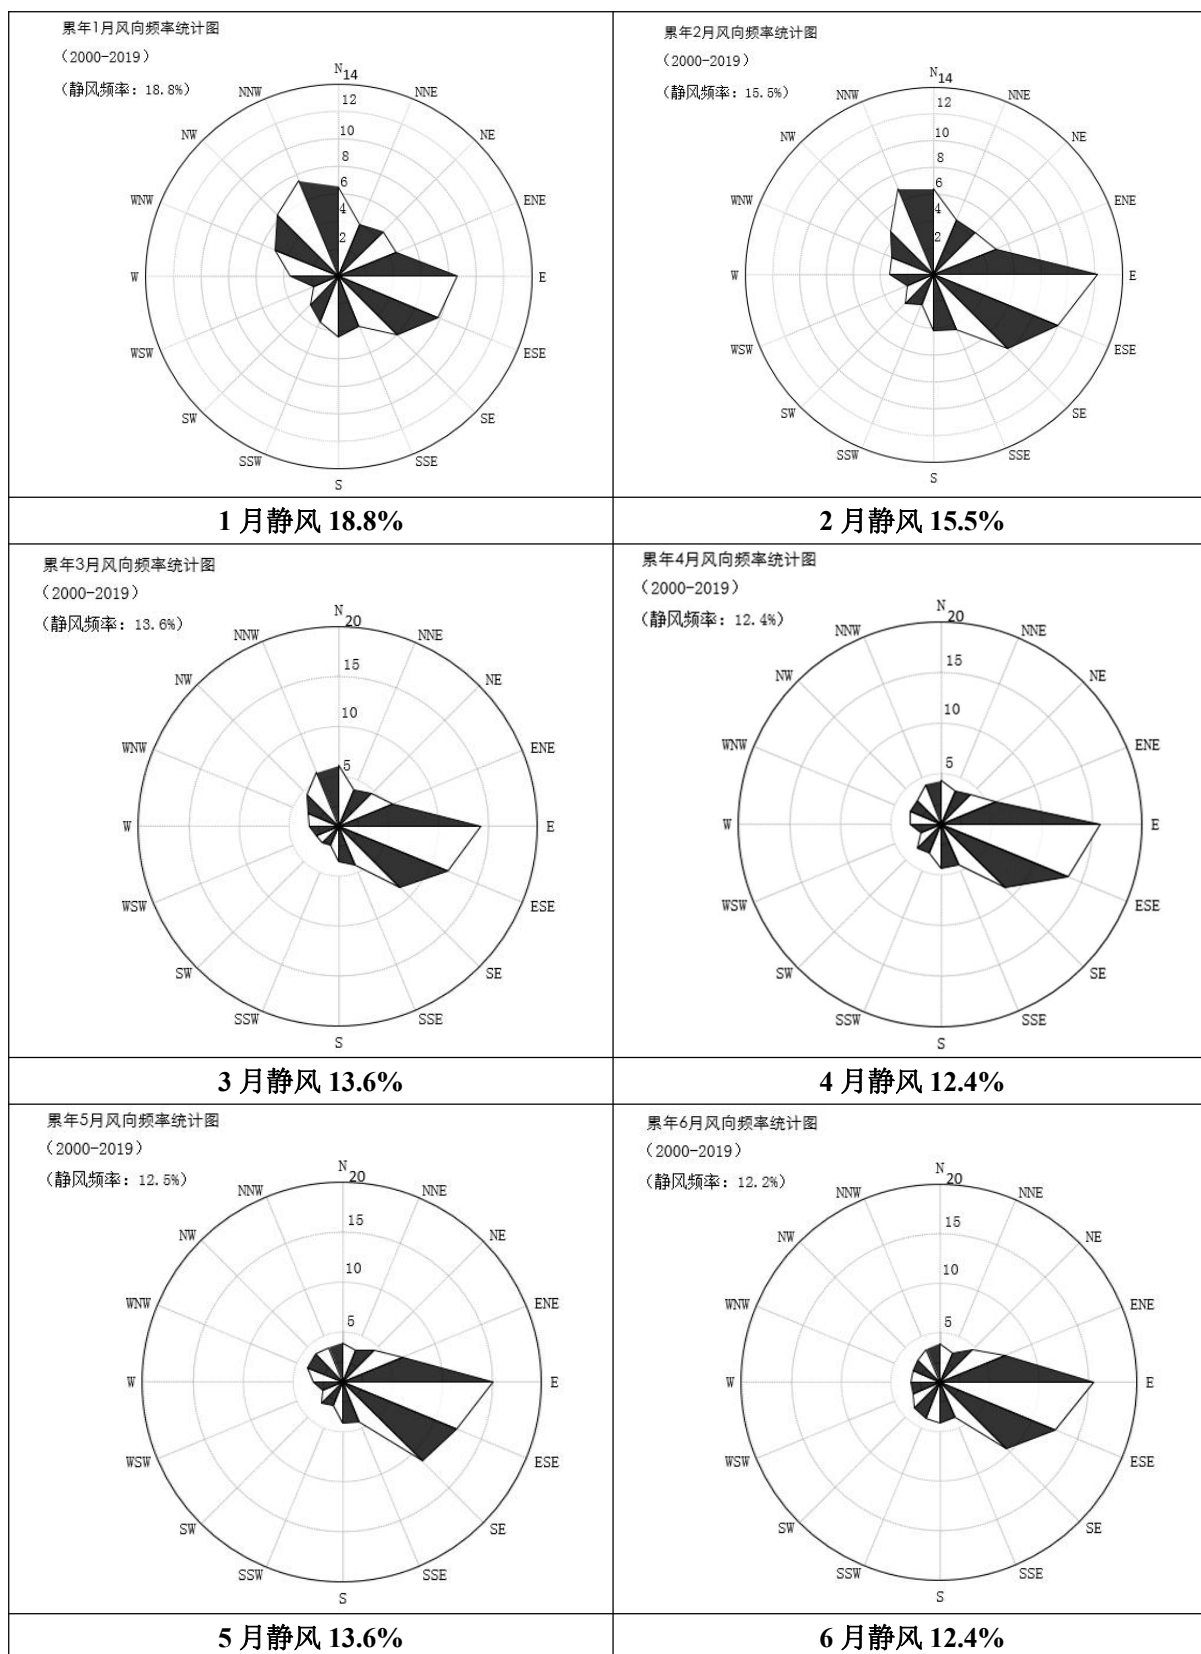 累年1月风向频率统计图
（2000-2019）
（静风频率：18.8%）
N
14
12
10
8
6
4
2
NNE
NE
ENE
E
ESE
SE
SSE
S
SSW
SW
WSW
W
WNW
NW
NNW
1 月静风 18.8%
累年2月风向频率统计图
（2000-2019）
（静风频率：15.5%）
N
14
12
10
8
6
4
2
NNE
NE
ENE
E
ESE
SE
SSE
S
SSW
SW
WSW
W
WNW
NW
NNW
2 月静风 15.5%
累年3月风向频率统计图
（2000-2019）
（静风频率：13.6%）
N
20
15
10
5
NNE
NE
ENE
E
ESE
SE
SSE
S
SSW
SW
WSW
W
WNW
NW
NNW
3 月静风 13.6%
累年4月风向频率统计图
（2000-2019）
（静风频率：12.4%）
N
20
15
10
5
NNE
NE
ENE
E
ESE
SE
SSE
S
SSW
SW
WSW
W
WNW
NW
NNW
4 月静风 12.4%
累年5月风向频率统计图
（2000-2019）
（静风频率：12.5%）
N
20
15
10
5
NNE
NE
ENE
E
ESE
SE
SSE
S
SSW
SW
WSW
W
WNW
NW
NNW
5 月静风 13.6%
累年6月风向频率统计图
（2000-2019）
（静风频率：12.2%）
N
20
15
10
5
NNE
NE
ENE
E
ESE
SE
SSE
S
SSW
SW
WSW
W
WNW
NW
NNW
6 月静风 12.4%